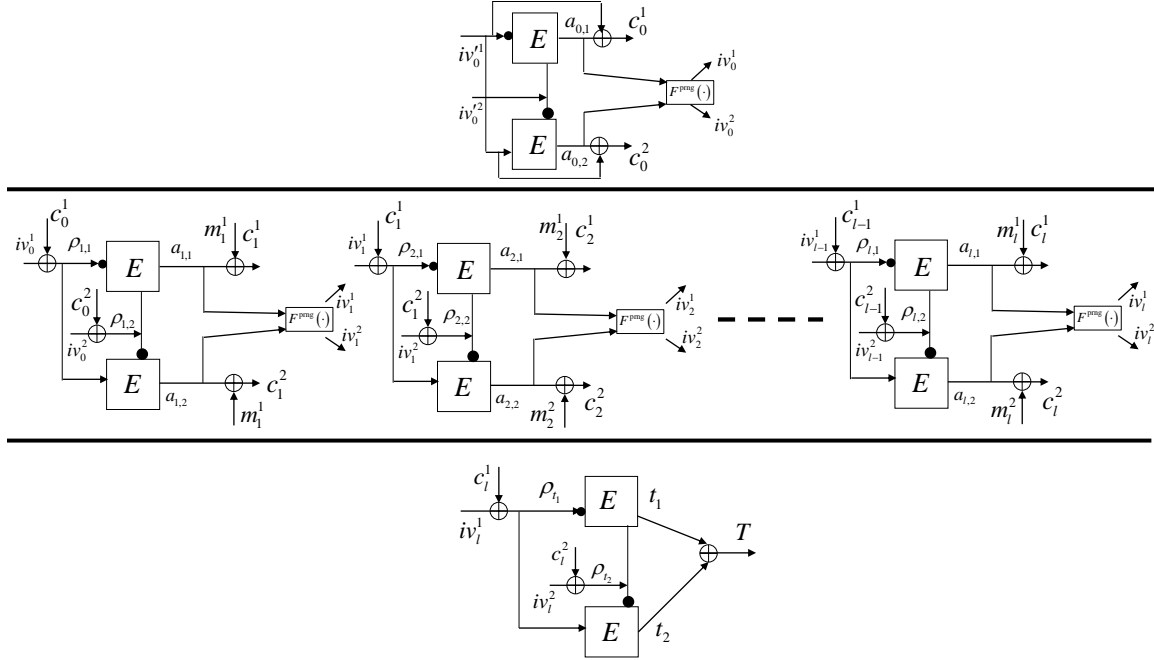 E a_{0,1} c_0^1
iv_0'^1
iv_0^1
F^{prng}(·)
iv_0'^2
iv_0^2
E a_{0,2} c_0^2
c_0^1 m_1^1 c_1^1
iv_0^1 ρ_{1,1} E a_{1,1}
c_0^2 ρ_{1,2} F^{prng}(·) iv_1^1
iv_0^2 iv_1^2
E a_{1,2} c_1^2
m_1^1
c_1^1 m_2^1 c_2^1
iv_1^1 ρ_{2,1} E a_{2,1}
c_1^2 ρ_{2,2} F^{prng}(·) iv_2^1
iv_1^2 iv_2^2
E a_{2,2} c_2^2
m_2^2
c_{l-1}^1 m_l^1 c_l^1
iv_{l-1}^1 ρ_{l,1} E a_{l,1}
c_{l-1}^2 ρ_{l,2} F^{prng}(·) iv_l^1
iv_{l-1}^2 iv_l^2
E a_{l,2} c_l^2
m_l^2
c_l^1 ρ_{t_1} E t_1
iv_l^1 T
c_l^2 ρ_{t_2}
iv_l^2
E t_2